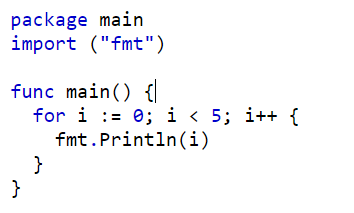 package main
import ("fmt")

func main() {
  for i := 0; i < 5; i++ {
    fmt.Println(i)
  }
}